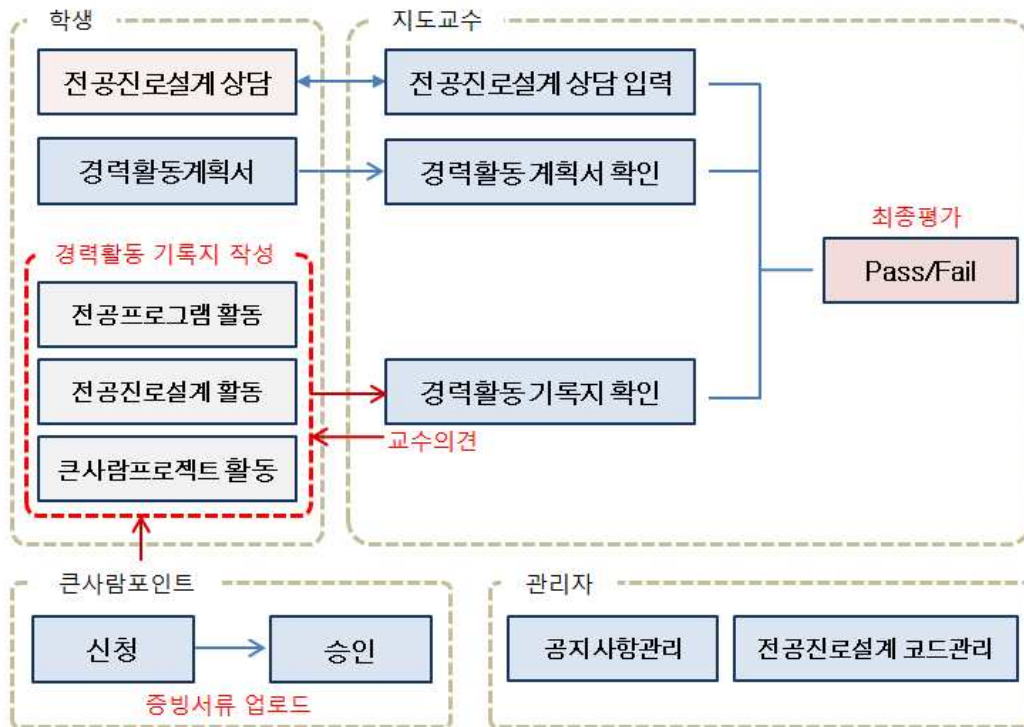 학생
지도교수
전공진로설계 상담
전공진로설계 상담 입력
경력활동계획서
경력활동 계획서 확인
최종평가
Pass/Fail
경력활동 기록지 작성
전공프로그램 활동
전공진로설계 활동
경력활동 기록지 확인
교수의견
큰사람프로젝트 활동
큰사람포인트
신청
승인
증빙서류 업로드
관리자
공지사항관리
전공진로설계 코드관리